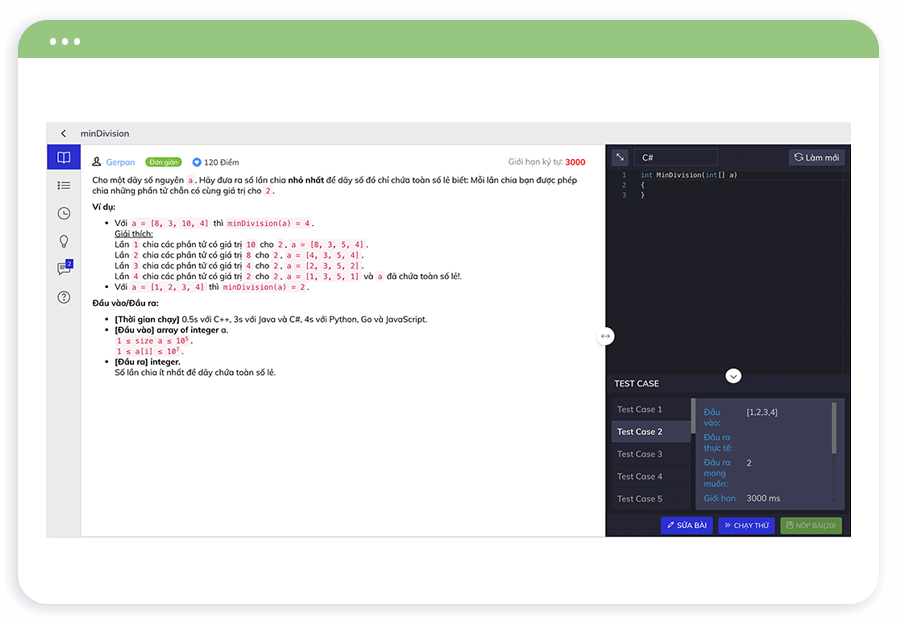 minDivision
Gerpan Đơn giản 120 Điểm Giới hạn ký tự: 3000
Cho một dãy số nguyên a. Hãy đưa ra số lần chia nhỏ nhất để dãy số đó chỉ chứa toàn số lẻ biết: Mỗi lần chia bạn được phép
chia những phần tử chẵn có cùng giá trị cho 2.
Ví dụ:
• Với a = [8, 3, 10, 4] thì minDivision(a) = 4.
Giải thích:
Lần 1 chia các phần tử có giá trị 10 cho 2, a = [8, 3, 5, 4].
Lần 2 chia các phần tử có giá trị 8 cho 2, a = [4, 3, 5, 4].
Lần 3 chia các phần tử có giá trị 4 cho 2, a = [2, 3, 5, 2].
Lần 4 chia các phần tử có giá trị 2 cho 2, a = [1, 3, 5, 1] và a đã chứa toàn số lẻ!.
• Với a = [1, 2, 3, 4] thì minDivision(a) = 2.
Đầu vào/Đầu ra:
• [Thời gian chạy] 0.5s với C++, 3s với Java và C#, 4s với Python, Go và JavaScript.
• [Đầu vào] array of integer a.
1 ≤ size a ≤ 10⁵.
1 ≤ a[i] ≤ 10⁷.
• [Đầu ra] integer.
Số lần chia ít nhất để dãy chứa toàn số lẻ.
2
C# Làm mới
1 int MinDivision(int[] a)
2 {
3 }
TEST CASE
Test Case 1
Test Case 2
Test Case 3
Test Case 4
Test Case 5
Đầu [1,2,3,4]
vào:
Đầu ra
thực tế:
Đầu ra 2
mong
muốn:
Giới hạn 3000 ms
SỬA BÀI CHẠY THỬ NỘP BÀI(20)